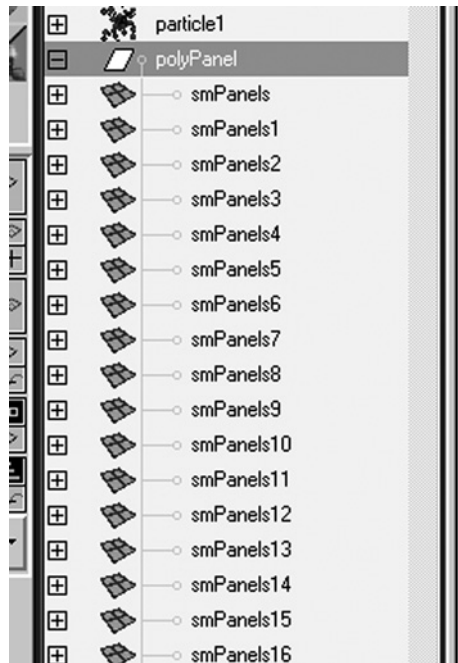 particle1
polyPanel
smPanels
smPanels1
smPanels2
smPanels3
smPanels4
smPanels5
smPanels6
smPanels7
smPanels8
smPanels9
smPanels10
smPanels11
smPanels12
smPanels13
smPanels14
smPanels15
smPanels16